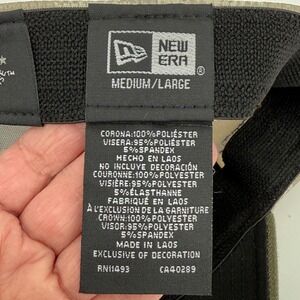 NEW
ERA®
MEDIUM/LARGE
CORONA:100%POLIÉSTER
VISERA:95%POLIÉSTER
5%SPANDEX
HECHO EN LAOS
NO INCLUYE DECORACIÓN
COURONNE:100%POLYESTER
VISIÈRE:95%POLYESTER
5%ÉLASTHANNE
FABRIQUÉ EN LAOS
À L'EXCLUSION DE LA GARNITURE
CROWN:100%POLYESTER
VISOR:95%POLYESTER
5%SPANDEX
MADE IN LAOS
EXCLUSIVE OF DECORATION
RN11493 CA40289